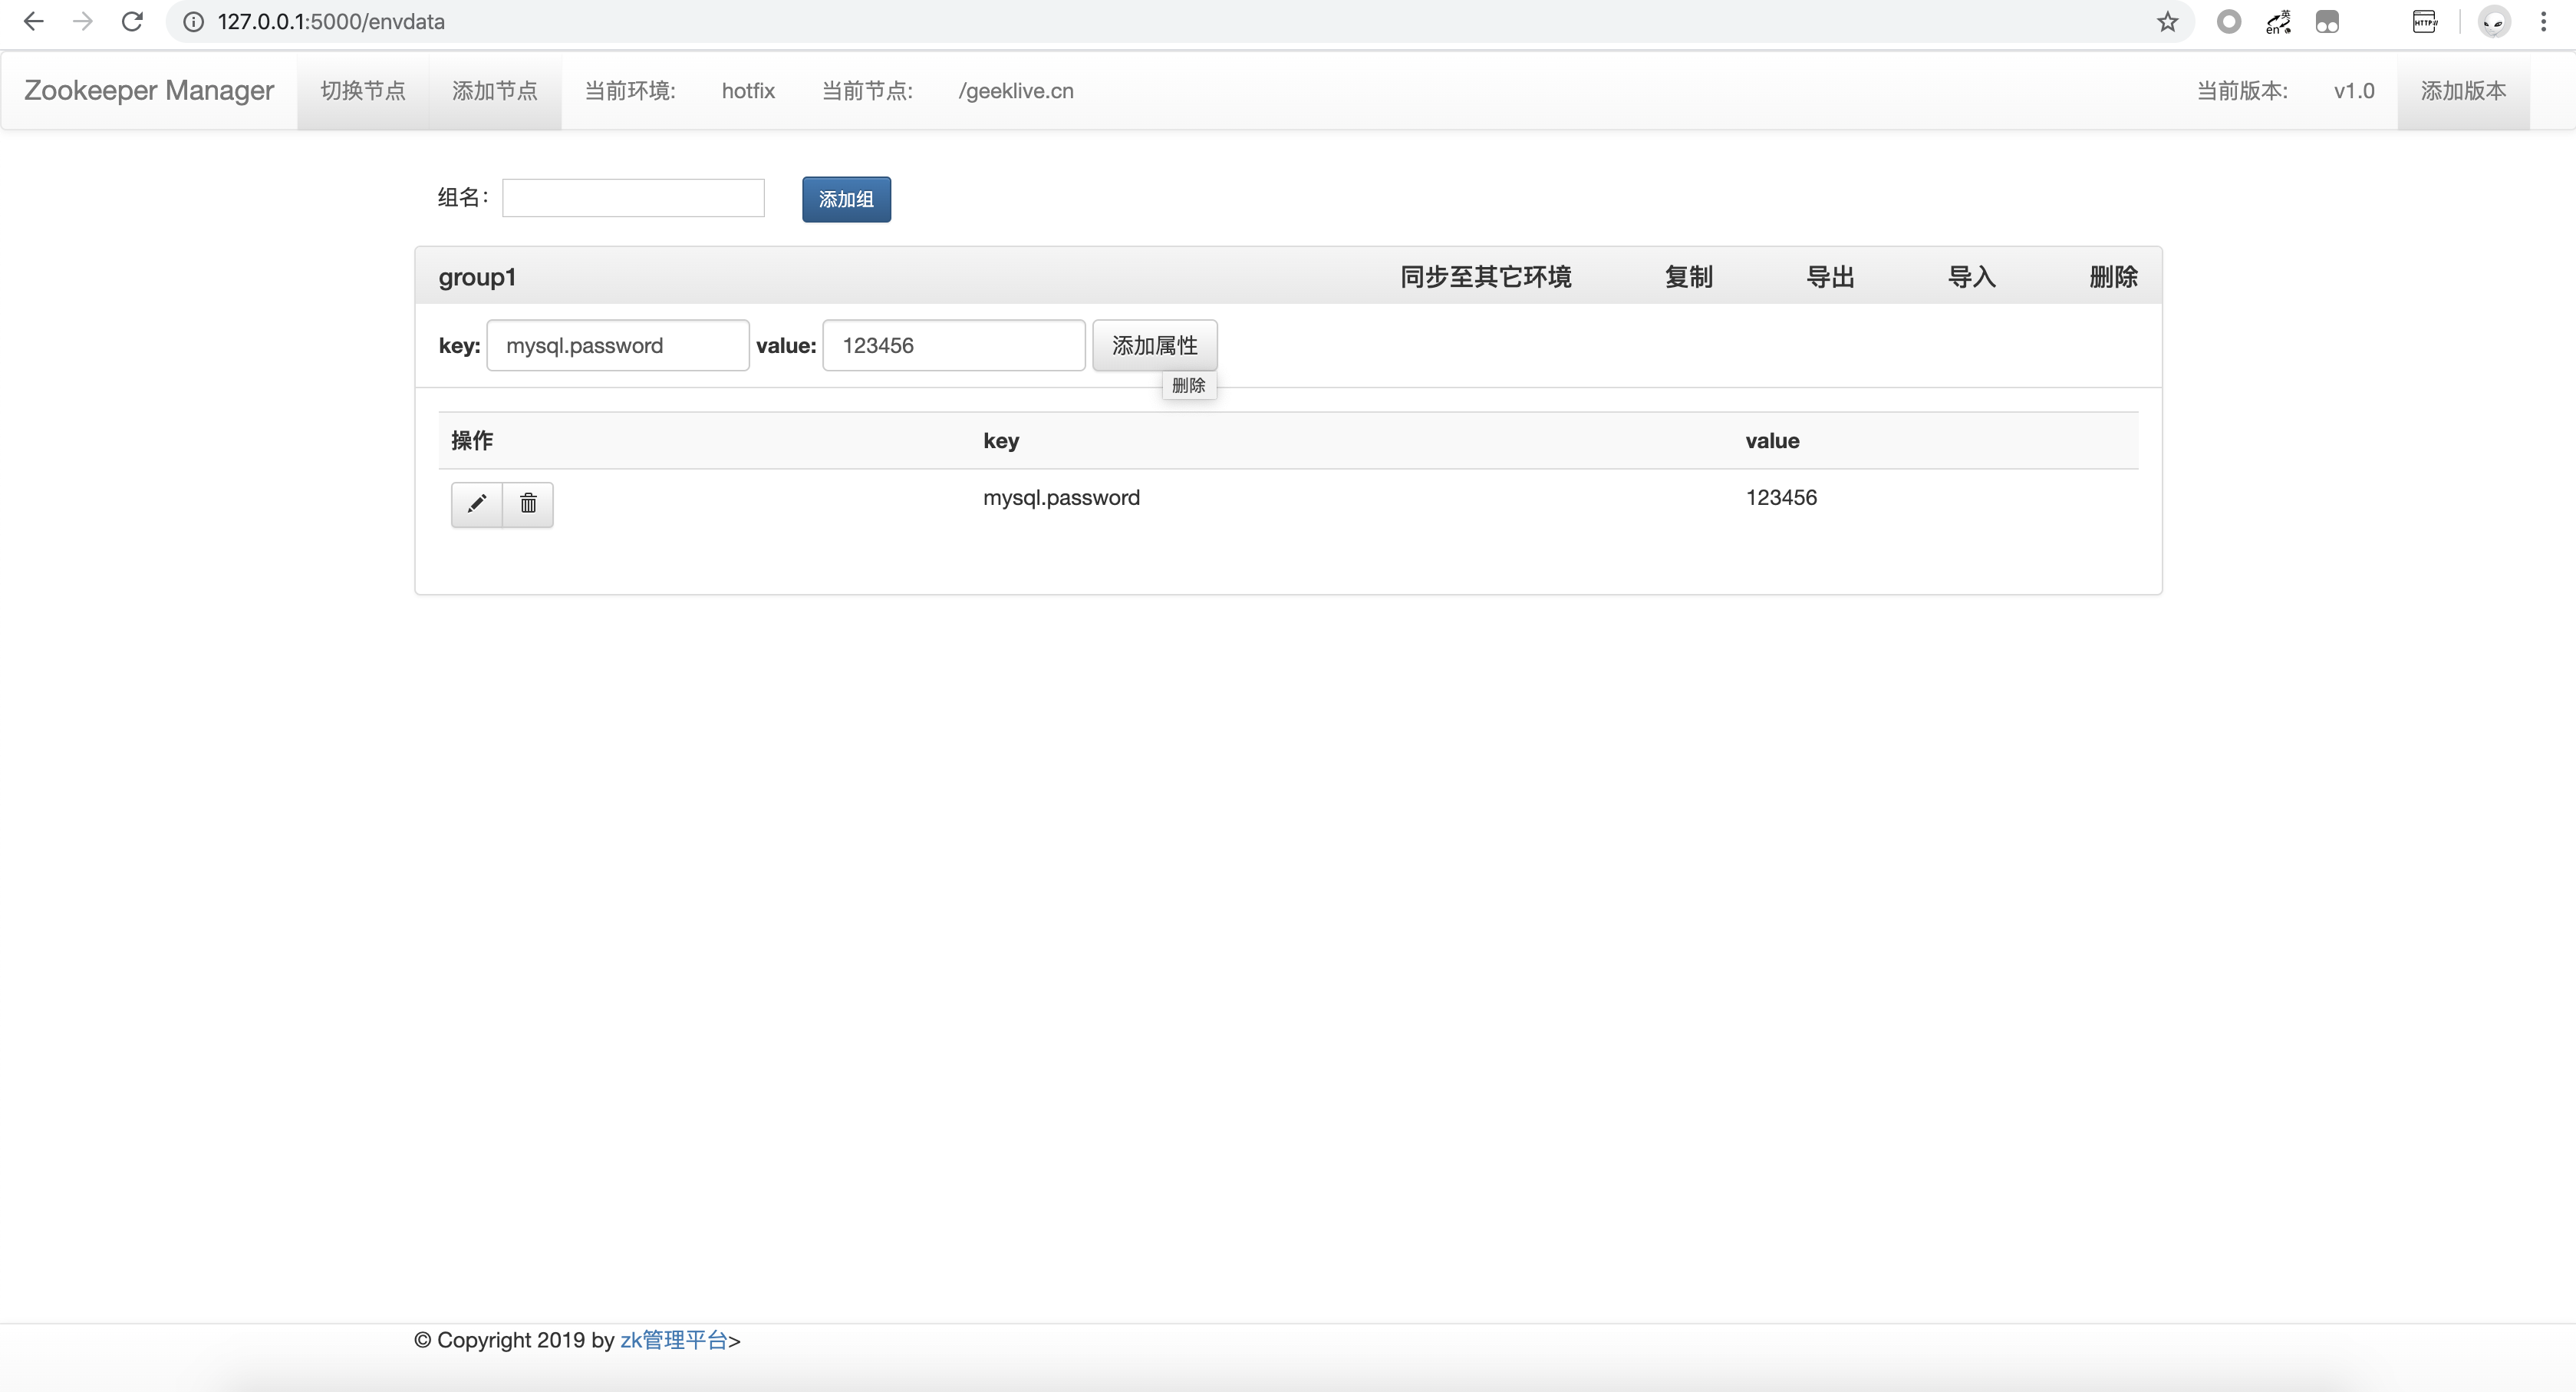 127.0.0.1:5000/envdata
英
en
HTTP://
Zookeeper Manager 切换节点 添加节点 当前环境: hotfix 当前节点: /geeklive.cn 当前版本: v1.0 添加版本
组名： 添加组
group1 同步至其它环境 复制 导出 导入 删除
key: mysql.password value: 123456 添加属性
删除
操作 key value
mysql.password 123456
© Copyright 2019 by zk管理平台>